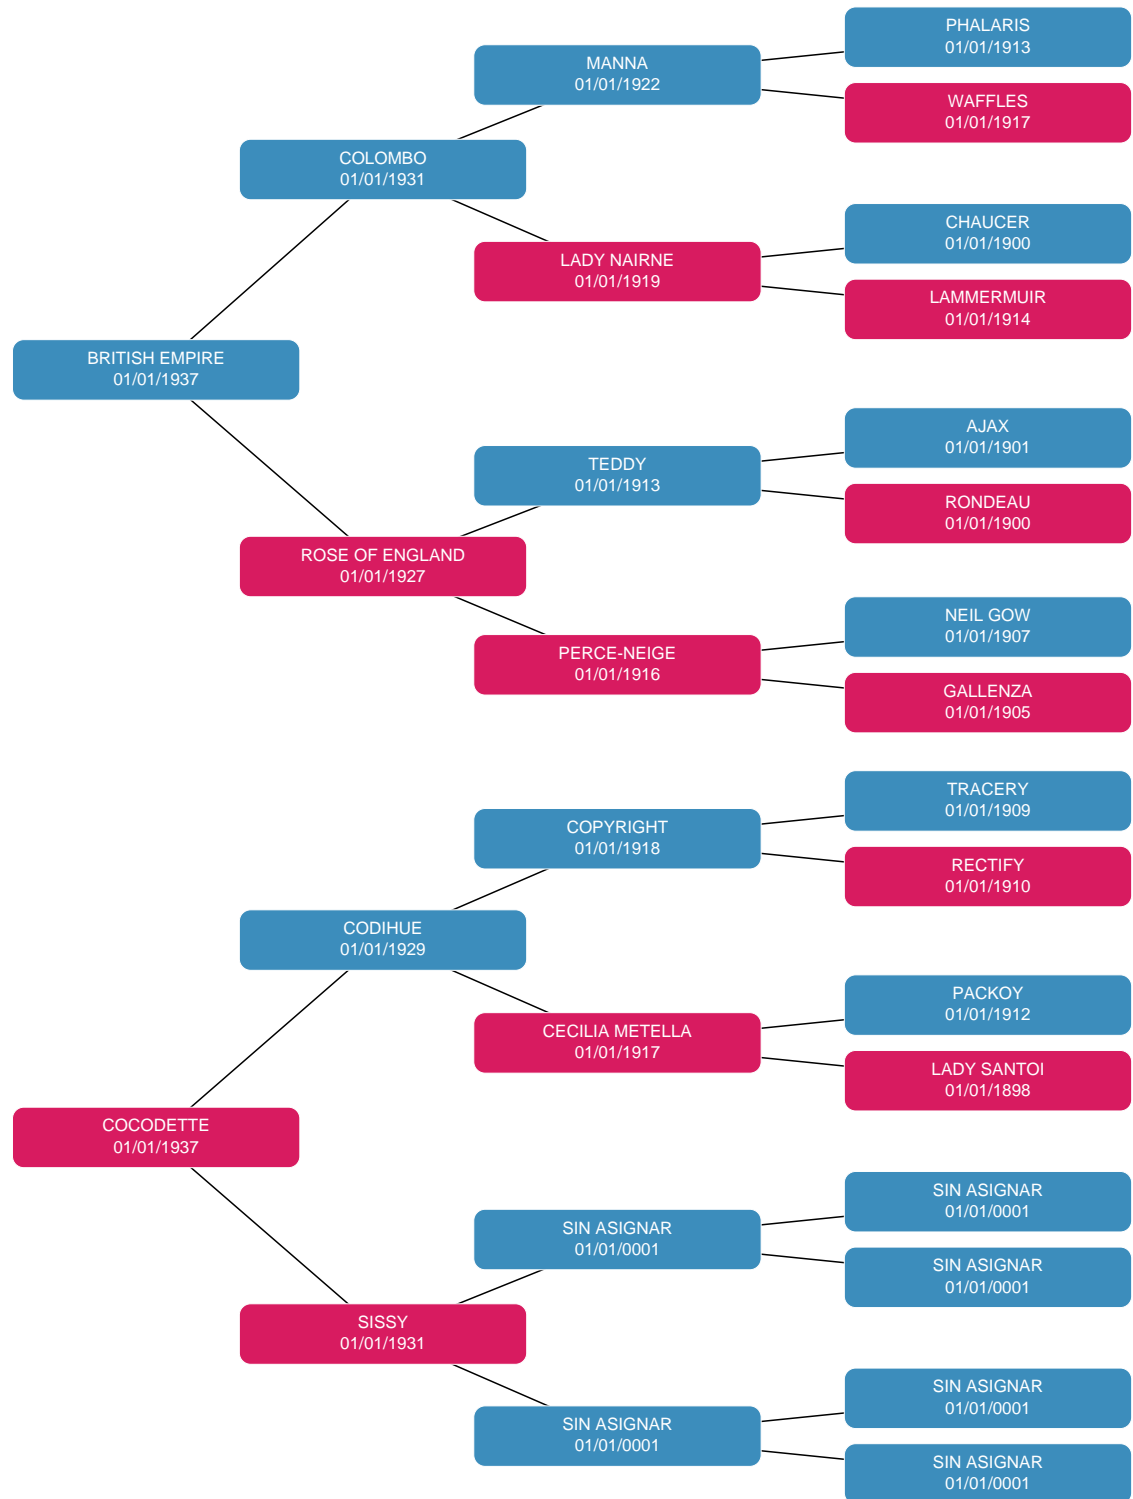 PHALARIS
01/01/1913
MANNA
01/01/1922
WAFFLES
01/01/1917
COLOMBO
01/01/1931
CHAUCER
01/01/1900
LADY NAIRNE
01/01/1919
LAMMERMUIR
01/01/1914
BRITISH EMPIRE
01/01/1937
AJAX
01/01/1901
TEDDY
01/01/1913
RONDEAU
01/01/1900
ROSE OF ENGLAND
01/01/1927
NEIL GOW
01/01/1907
PERCE-NEIGE
01/01/1916
GALLENZA
01/01/1905
TRACERY
01/01/1909
COPYRIGHT
01/01/1918
RECTIFY
01/01/1910
CODIHUE
01/01/1929
PACKOY
01/01/1912
CECILIA METELLA
01/01/1917
LADY SANTOI
01/01/1898
COCODETTE
01/01/1937
SIN ASIGNAR
01/01/0001
SIN ASIGNAR
01/01/0001
SIN ASIGNAR
01/01/0001
SISSY
01/01/1931
SIN ASIGNAR
01/01/0001
SIN ASIGNAR
01/01/0001
SIN ASIGNAR
01/01/0001